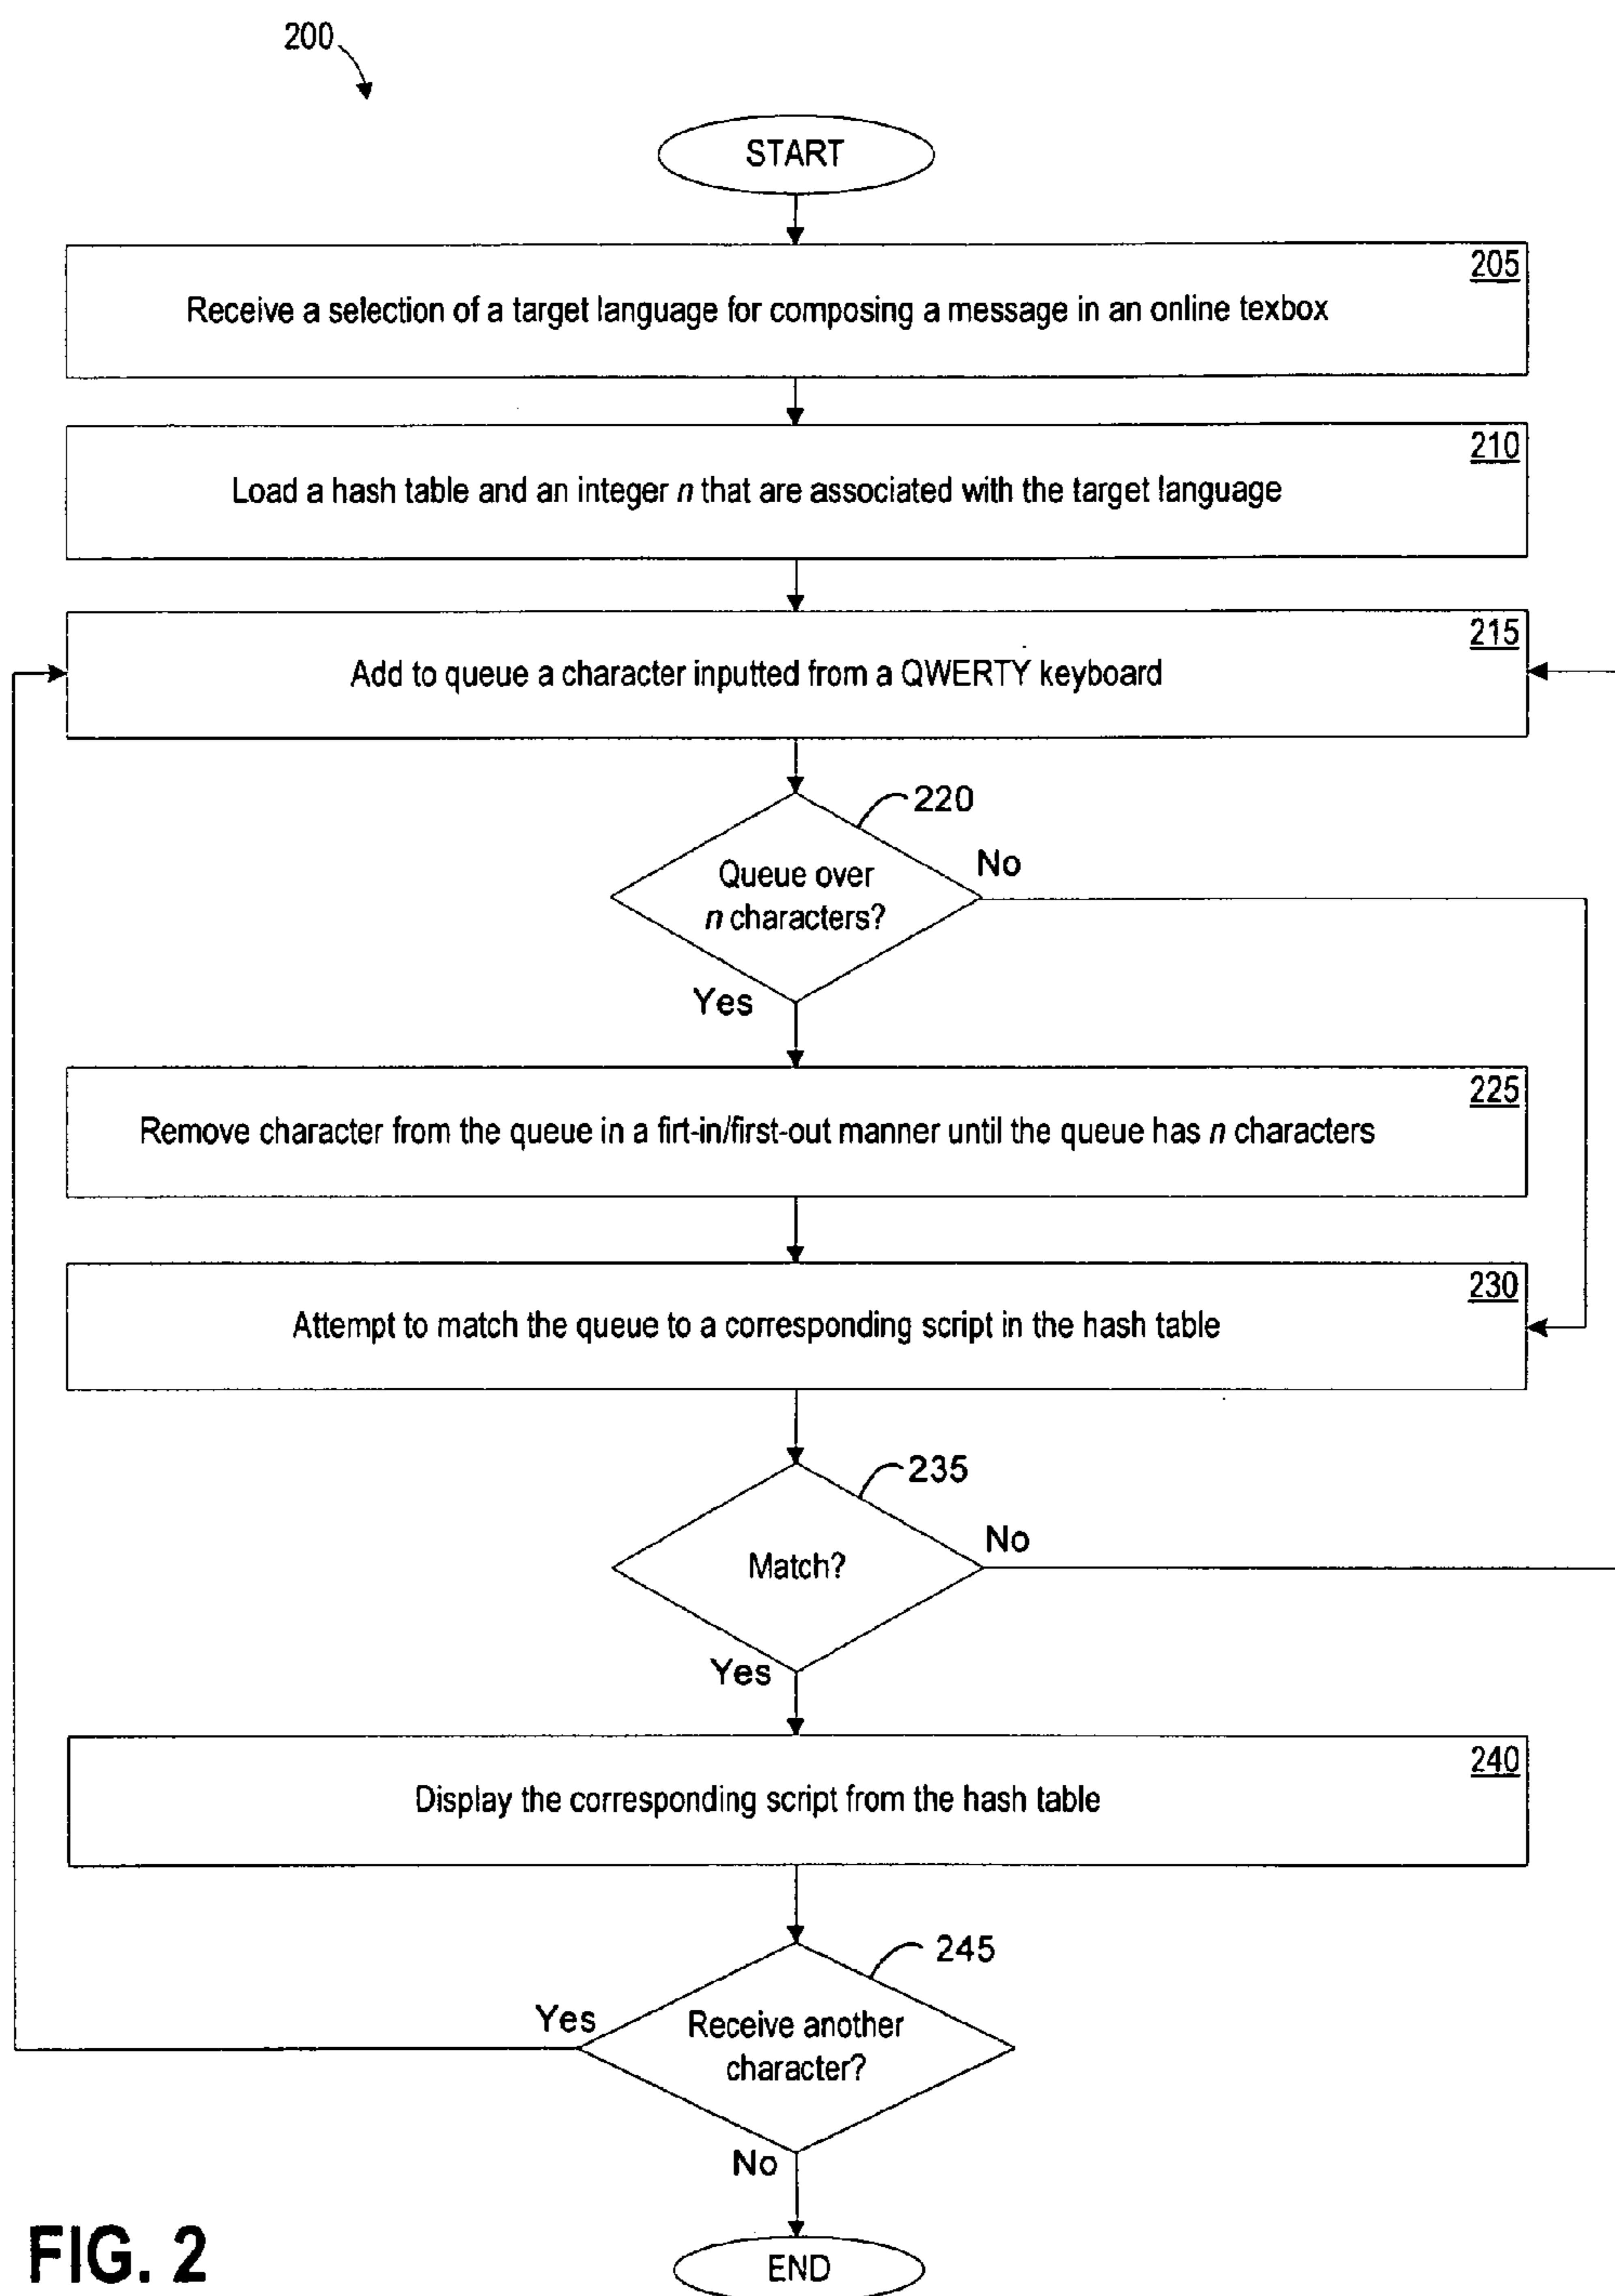 200
START
205
Receive a selection of a target language for composing a message in an online texbox
210
Load a hash table and an integer n that are associated with the target language
215
Add to queue a character inputted from a QWERTY keyboard
220
Queue over
n characters?
No
Yes
225
Remove character from the queue in a firt-in/first-out manner until the queue has n characters
230
Attempt to match the queue to a corresponding script in the hash table
235
Match?
No
Yes
240
Display the corresponding script from the hash table
245
Yes
Receive another
character?
No
END
FIG. 2